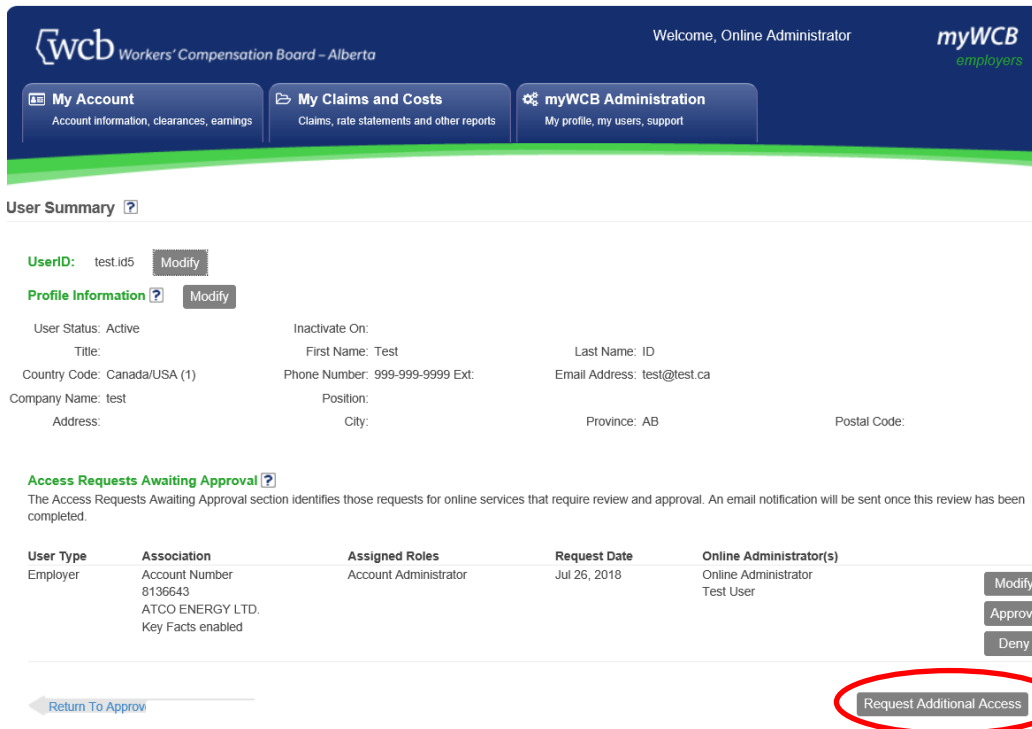 wcb Workers' Compensation Board – Alberta
Welcome, Online Administrator
myWCB
employers
My Account
Account information, clearances, earnings
My Claims and Costs
Claims, rate statements and other reports
myWCB Administration
My profile, my users, support
User Summary ?
UserID: test.id5 Modify
Profile Information ? Modify
User Status: Active Inactivate On:
Title: First Name: Test Last Name: ID
Country Code: Canada/USA (1) Phone Number: 999-999-9999 Ext: Email Address: test@test.ca
Company Name: test Position:
Address: City: Province: AB Postal Code:
Access Requests Awaiting Approval ?
The Access Requests Awaiting Approval section identifies those requests for online services that require review and approval. An email notification will be sent once this review has been
completed.
User Type Association Assigned Roles Request Date Online Administrator(s)
Employer Account Number Account Administrator Jul 26, 2018 Online Administrator
8136643 Test User
ATCO ENERGY LTD.
Key Facts enabled
Modify
Approv
Deny
Return To Approv
Request Additional Access